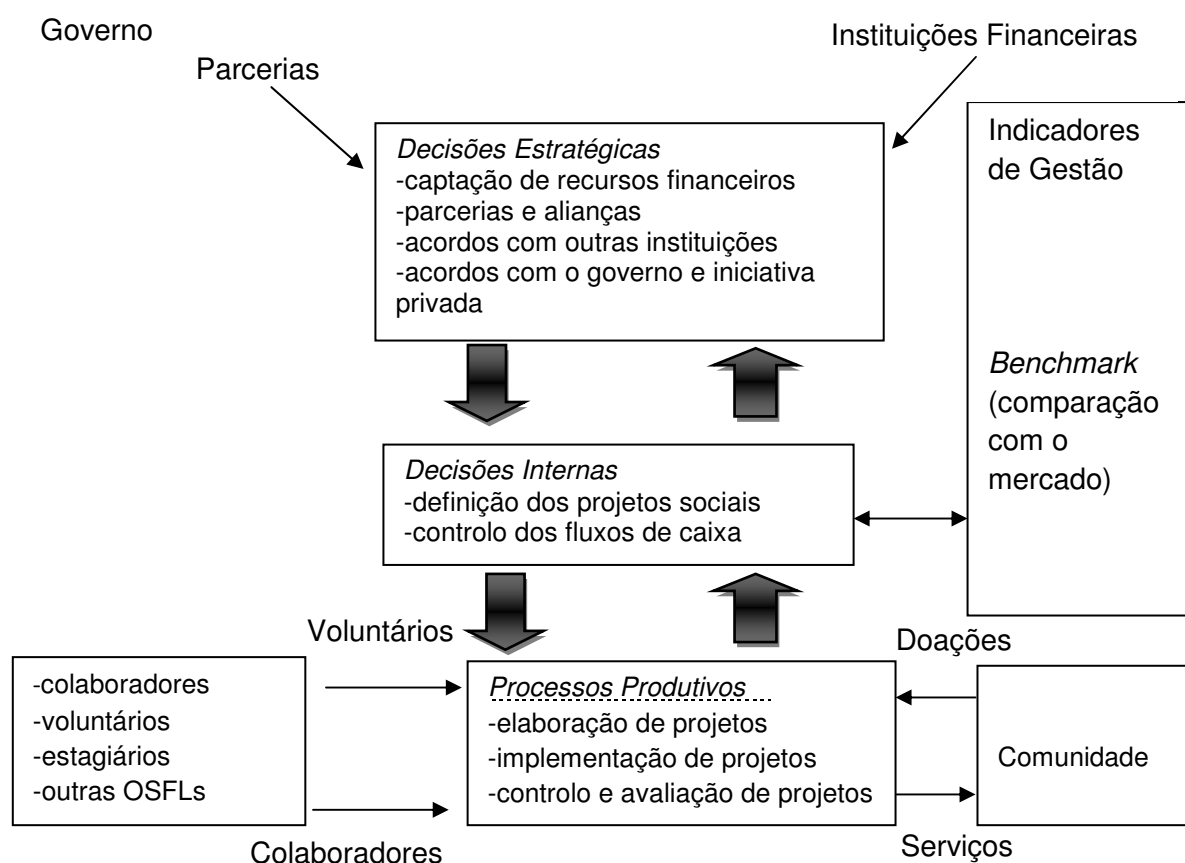 Governo
Instituições Financeiras
Parcerias
Decisões Estratégicas
-captação de recursos financeiros
-parcerias e alianças
-acordos com outras instituições
-acordos com o governo e iniciativa
privada
Indicadores
de Gestão
Benchmark
(comparação
com o
mercado)
Decisões Internas
-definição dos projetos sociais
-controlo dos fluxos de caixa
Voluntários
Doações
-colaboradores
-voluntários
-estagiários
-outras OSFLs
Processos Produtivos
-elaboração de projetos
-implementação de projetos
-controlo e avaliação de projetos
Comunidade
Colaboradores
Serviços